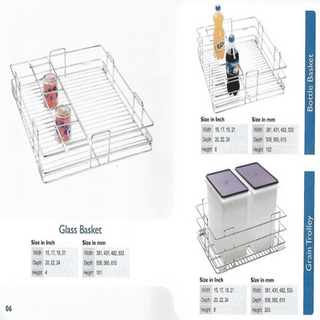 Bottle Basket
Size in Inch
Size in mm
Width 15, 17, 19, 21
Width 381, 431, 482, 533
Depth 20, 22, 24
Depth 508, 560, 610
Height 6
Height 152
Glass Basket
Size in Inch
Size in mm
Width 15, 17, 19, 21
Width 381, 431, 482, 533
Depth 20, 22, 24
Depth 508, 560, 610
Height 4
Height 101
Grain Trolley
Size in Inch
Size in mm
Width 15, 17, 19, 21
Width 381, 431, 482, 533
Depth 20, 22, 24
Depth 508, 560, 610
Height 8
Height 203
06